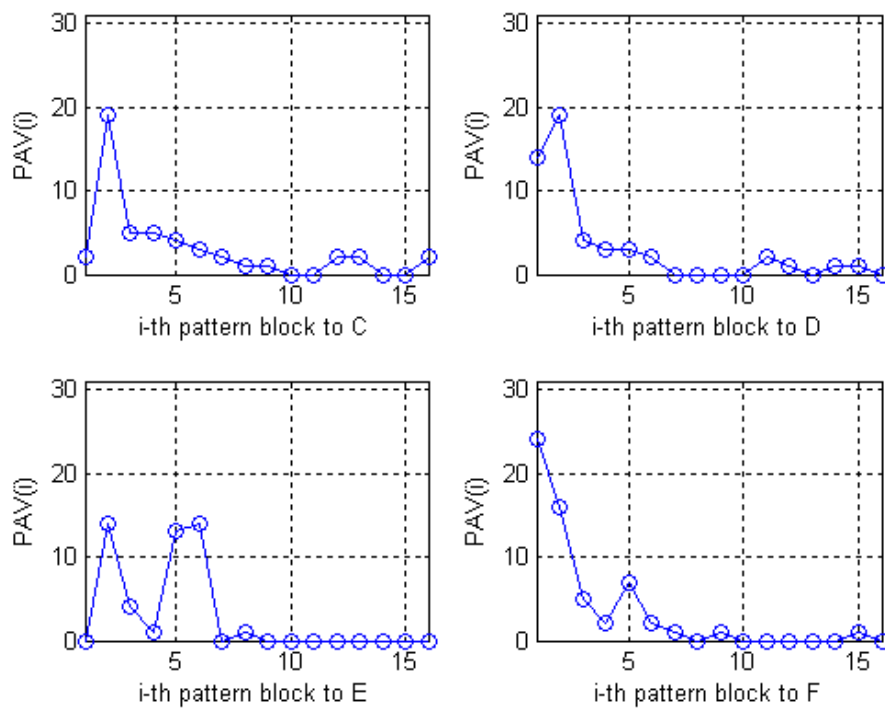 30
20
10
0
PAV(i)
5 10 15
i-th pattern block to C
30
20
10
0
PAV(i)
5 10 15
i-th pattern block to D
30
20
10
0
PAV(i)
5 10 15
i-th pattern block to E
30
20
10
0
PAV(i)
5 10 15
i-th pattern block to F